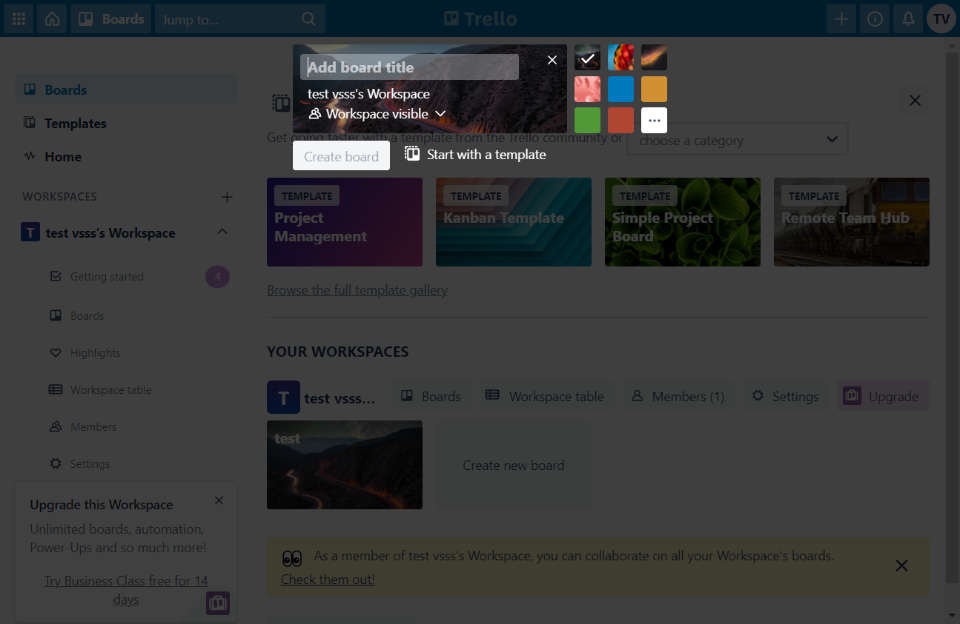 Boards
Jump to...
Trello
TV
Add board title
test vsss's Workspace
Workspace visible
Create board
Start with a template
Boards
Templates
Home
WORKSPACES
T
test vsss's Workspace
Getting started
4
Boards
Highlights
Workspace table
Members
Settings
Upgrade this Workspace
Unlimited boards, automation,
Power-Ups and so much more!
Try Business Class free for 14
days
Get going faster with a template from the Trello community or
choose a category
TEMPLATE
Project
Management
TEMPLATE
Kanban Template
TEMPLATE
Simple Project
Board
TEMPLATE
Remote Team Hub
Browse the full template gallery
YOUR WORKSPACES
T
test vsss...
Boards
Workspace table
Members (1)
Settings
Upgrade
test
Create new board
As a member of test vsss's Workspace, you can collaborate on all your Workspace's boards.
Check them out!